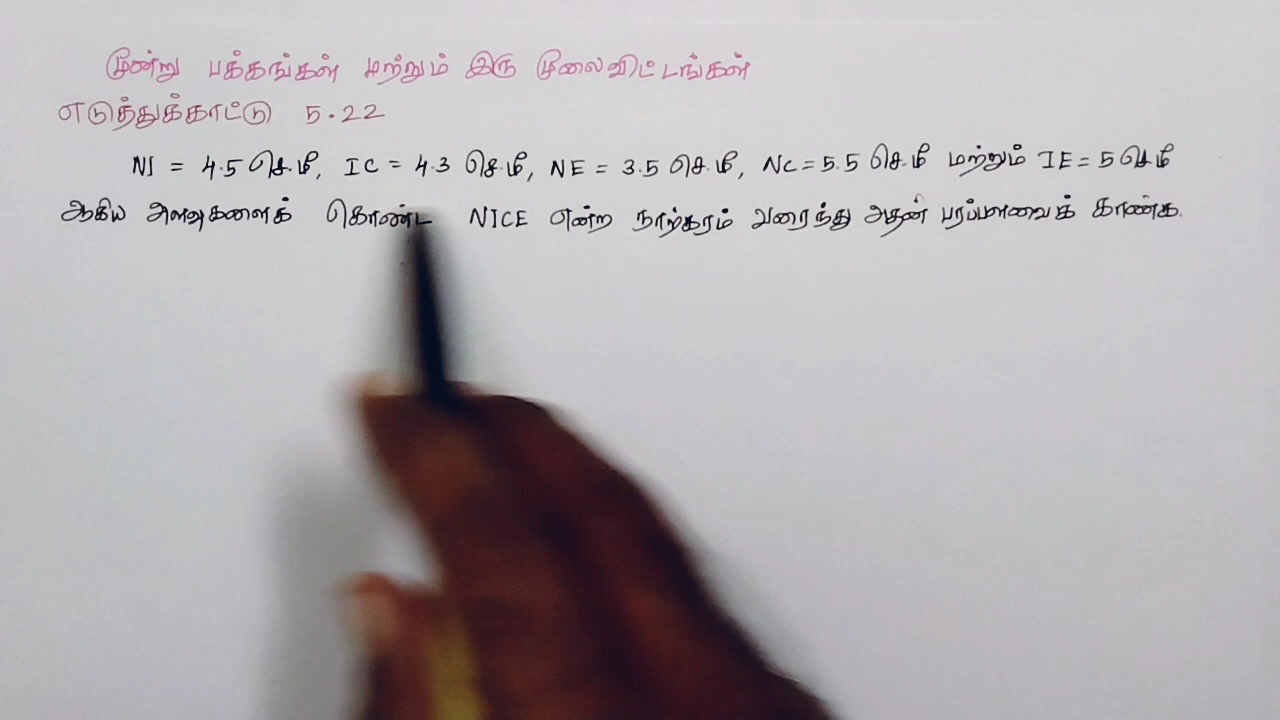 மூன்று பக்கங்கள் மற்றும் இரு மூலைவிட்டங்கள்
எடுத்துக்காட்டு 5.22
NI = 4.5 செ.மீ, IC = 4.3 செ.மீ, NE = 3.5 செ.மீ, NC = 5.5 செ.மீ மற்றும் IE = 5 செ.மீ
ஆகிய அளவுகளைக் கொண்ட NICE என்ற நாற்கரம் வரைந்து அதன் பரப்பளவைக் காண்க.